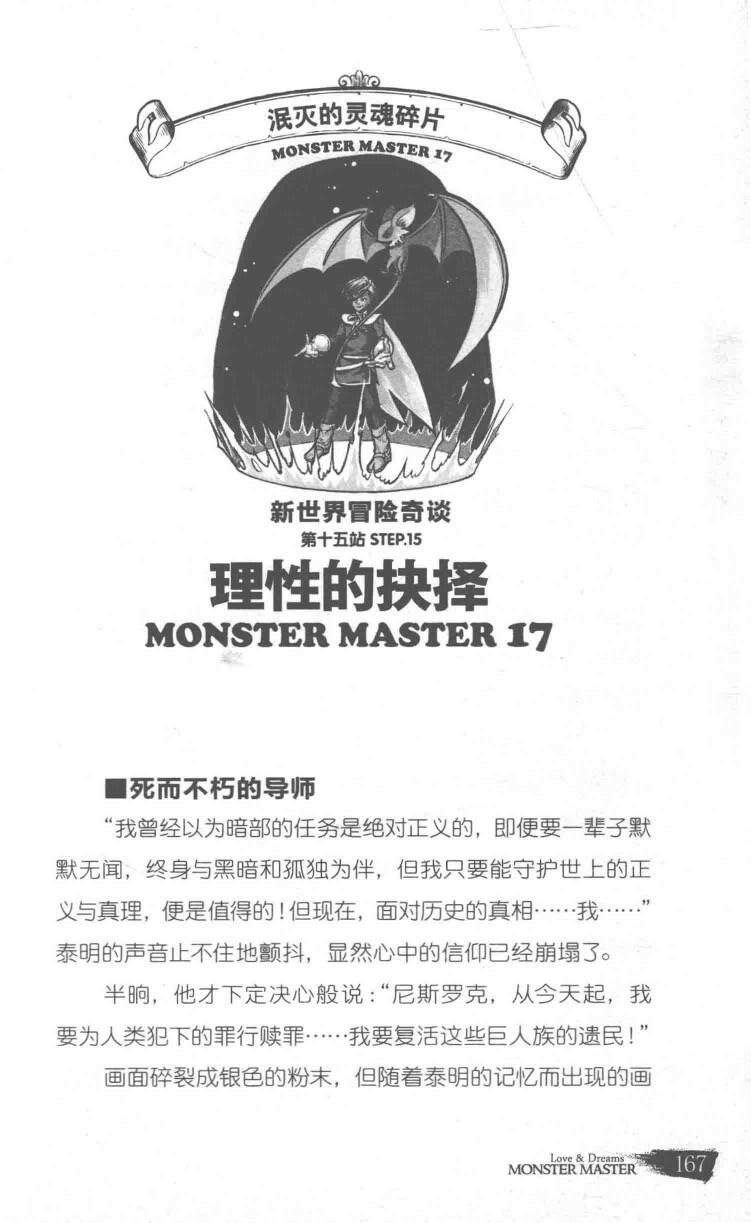 泯灭的灵魂碎片
MONSTER MASTER 17
新世界冒险奇谈
第十五站 STEP.15
理性的抉择
MONSTER MASTER 17
■死而不朽的导师
“我曾经以为暗部的任务是绝对正义的，即便要一辈子默
默无闻，终身与黑暗和孤独为伴，但我只要能守护世上的正
义与真理，便是值得的！但现在，面对历史的真相……我……”
泰明的声音止不住地颤抖，显然心中的信仰已经崩塌了。
半晌，他才下定决心般说：“尼斯罗克，从今天起，我
要为人类犯下的罪行赎罪……我要复活这些巨人族的遗民！”
画面碎裂成银色的粉末，但随着泰明的记忆而出现的画
Love & Dreams
MONSTER MASTER 167